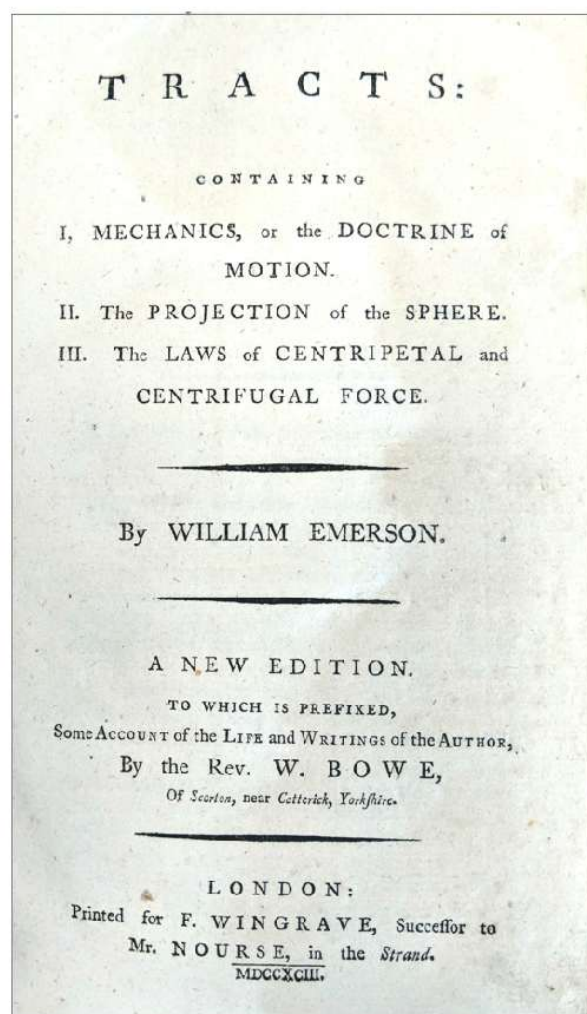 TRACTS:
CONTAINING
I, MECHANICS, or the DOCTRINE of
MOTION.
II. The PROJECTION of the SPHERE.
III. The LAWS of CENTRIPETAL and
CENTRIFUGAL FORCE.
By WILLIAM EMERSON.
A NEW EDITION.
TO WHICH IS PREFIXED,
Some ACCOUNT of the LIFE and WRITINGS of the AUTHOR,
By the Rev. W. BOWE,
Of Scorton, near Catterick, Yorkſhire.
LONDON:
Printed for F. WINGRAVE, Succeſſor to
Mr. NOURSE, in the Strand.
MDCCXCIII.